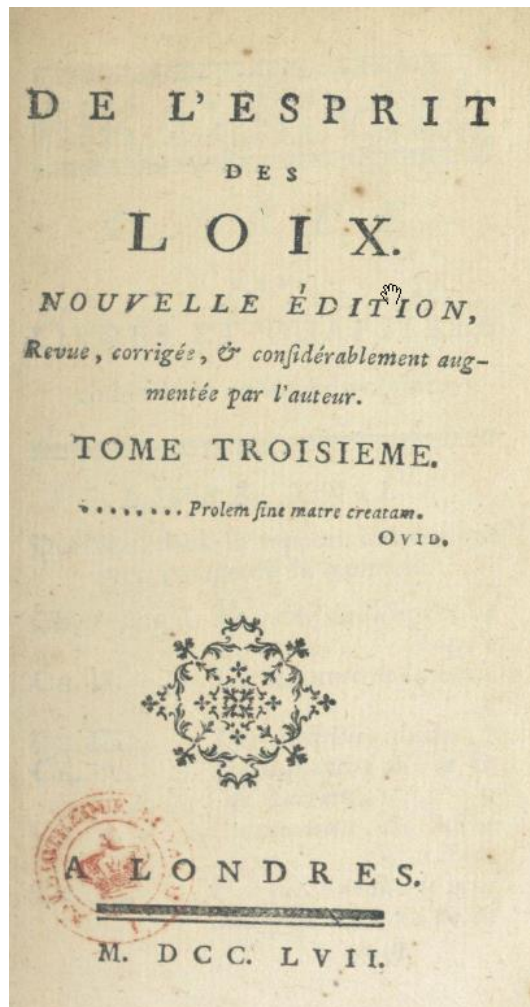 DE L'ESPRIT
DES
LOIX.
NOUVELLE ÉDITION,
Revue, corrigée, & conſidérablement aug-
mentée par l'auteur.
TOME TROISIEME.
........ Prolem ſine matre creatam.
OVID.
A LONDRES.
M. DCC. LVII.